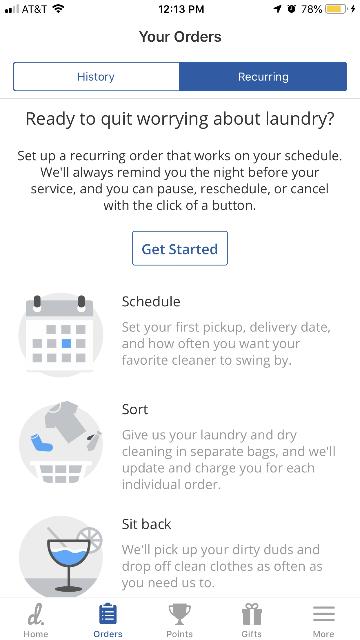 AT&T 12:13 PM 78%
Your Orders
History Recurring
Ready to quit worrying about laundry?
Set up a recurring order that works on your schedule.
We'll always remind you the night before your
service, and you can pause, reschedule, or cancel
with the click of a button.
Get Started
Schedule
Set your first pickup, delivery date,
and how often you want your
favorite cleaner to swing by.
Sort
Give us your laundry and dry
cleaning in separate bags, and we'll
update and charge you for each
individual order.
Sit back
We'll pick up your dirty duds and
drop off clean clothes as often as
you need us to.
d.
Home Orders Points Gifts More